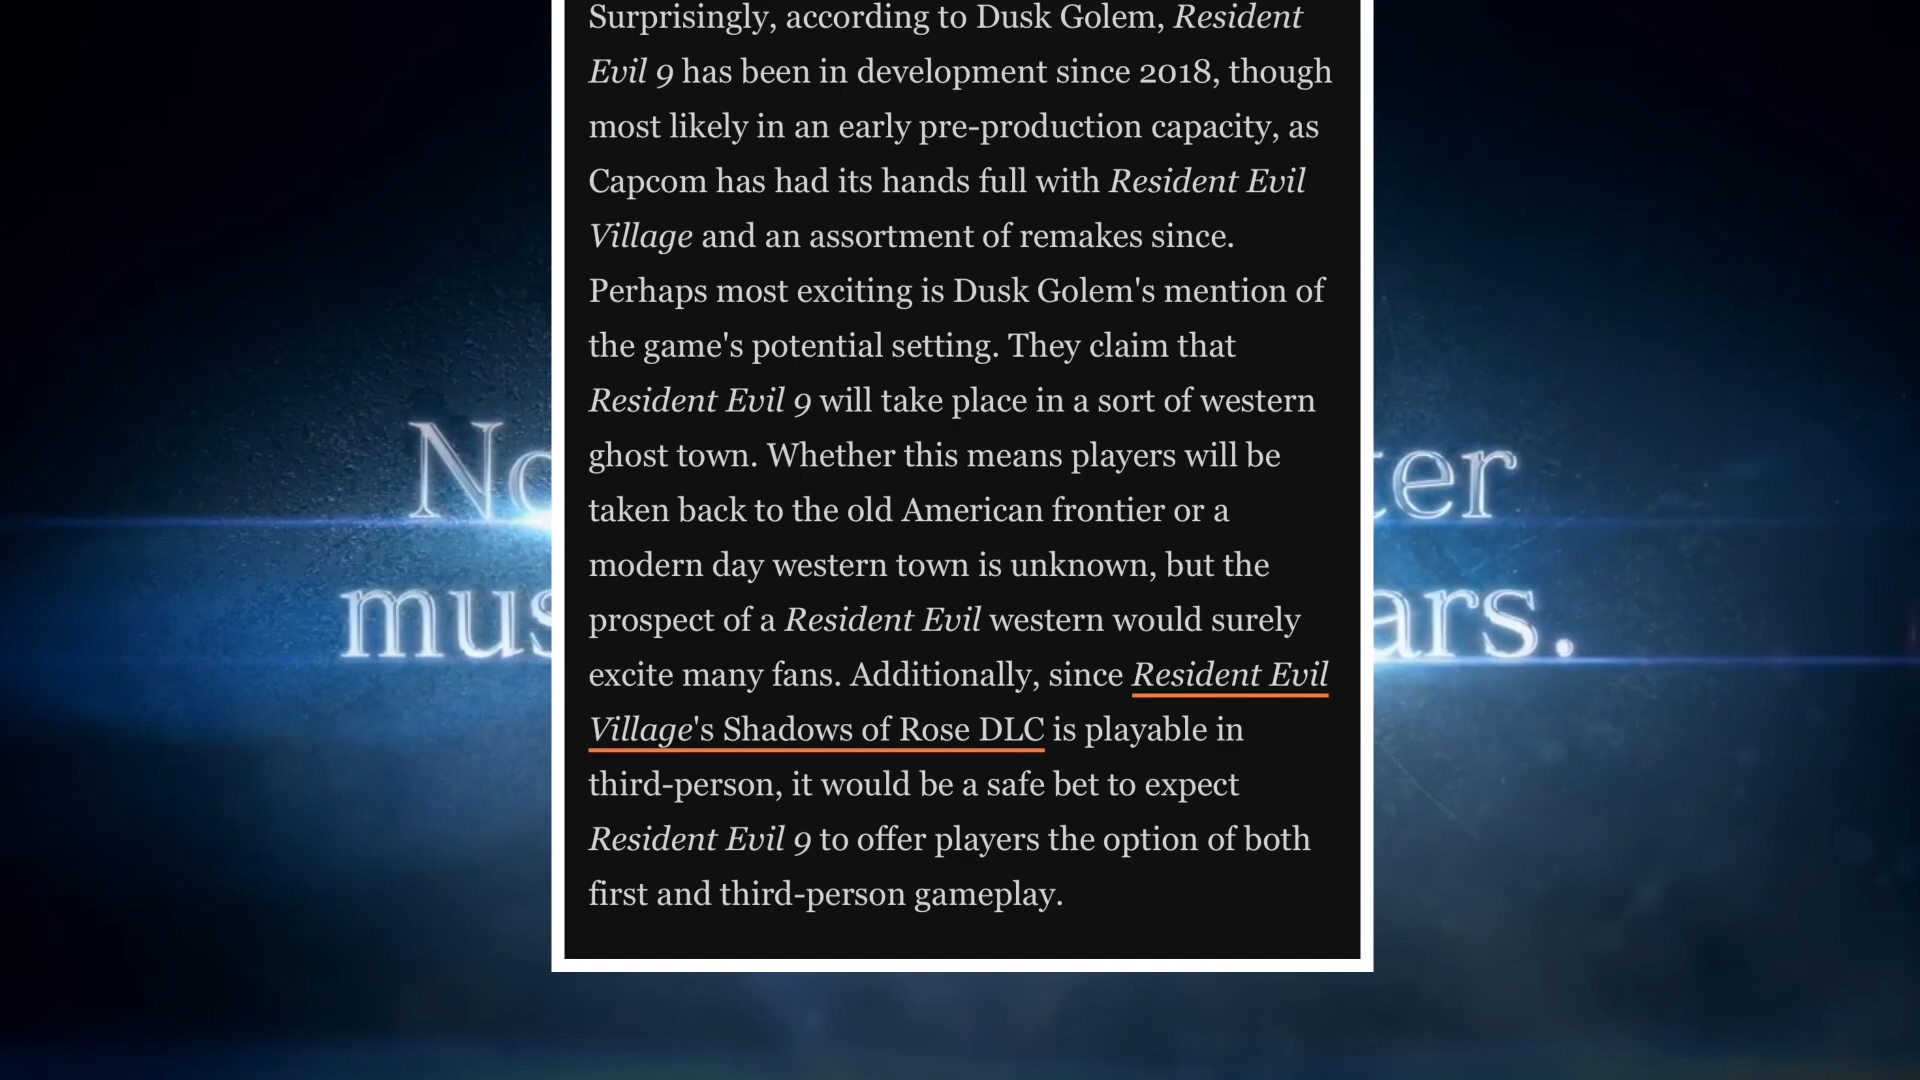 Surprisingly, according to Dusk Golem, Resident
Evil 9 has been in development since 2018, though
most likely in an early pre-production capacity, as
Capcom has had its hands full with Resident Evil
Village and an assortment of remakes since.
Perhaps most exciting is Dusk Golem's mention of
the game's potential setting. They claim that
Resident Evil 9 will take place in a sort of western
ghost town. Whether this means players will be
taken back to the old American frontier or a
modern day western town is unknown, but the
prospect of a Resident Evil western would surely
excite many fans. Additionally, since Resident Evil
Village's Shadows of Rose DLC is playable in
third-person, it would be a safe bet to expect
Resident Evil 9 to offer players the option of both
first and third-person gameplay.